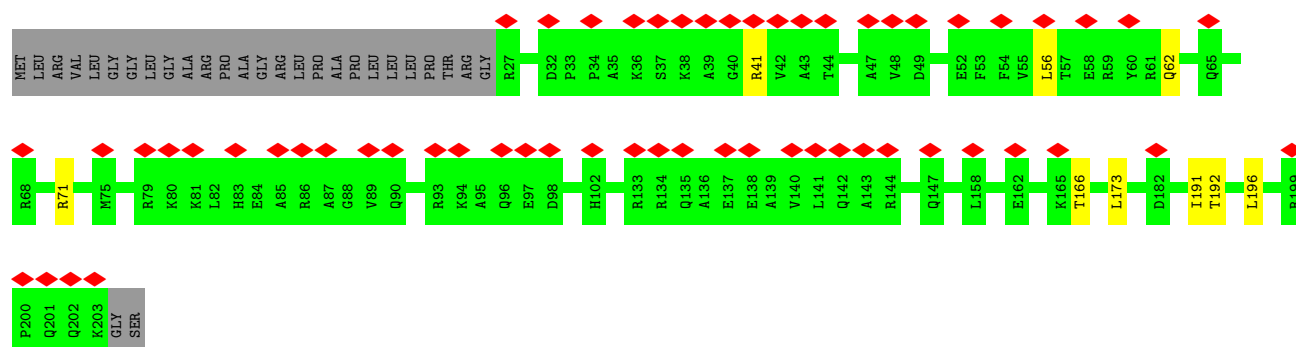 MET LEU ARG VAL LEU GLY GLY LEU GLY ALA ARG PRO ALA GLY ARG LEU PRO ALA PRO LEU LEU LEU PRO THR ARG GLY R27 D32 P33 P34 A35 K36 S37 K38 A39 G40 R41 V42 A43 T44 A47 V48 D49 E52 F53 F54 V55 L56 T57 E58 R59 Y60 R61 Q62 Q65
R68 R71 M75 R79 K80 K81 L82 H83 E84 A85 R86 A87 G88 V89 Q90 R93 K94 A95 Q96 E97 D98 H102 R133 R134 Q135 A136 E137 E138 A139 V140 L141 Q142 A143 R144 Q147 L158 E162 K165 T166 L173 D182 I191 T192 L196 R199
P200 Q201 Q202 K203 GLY SER